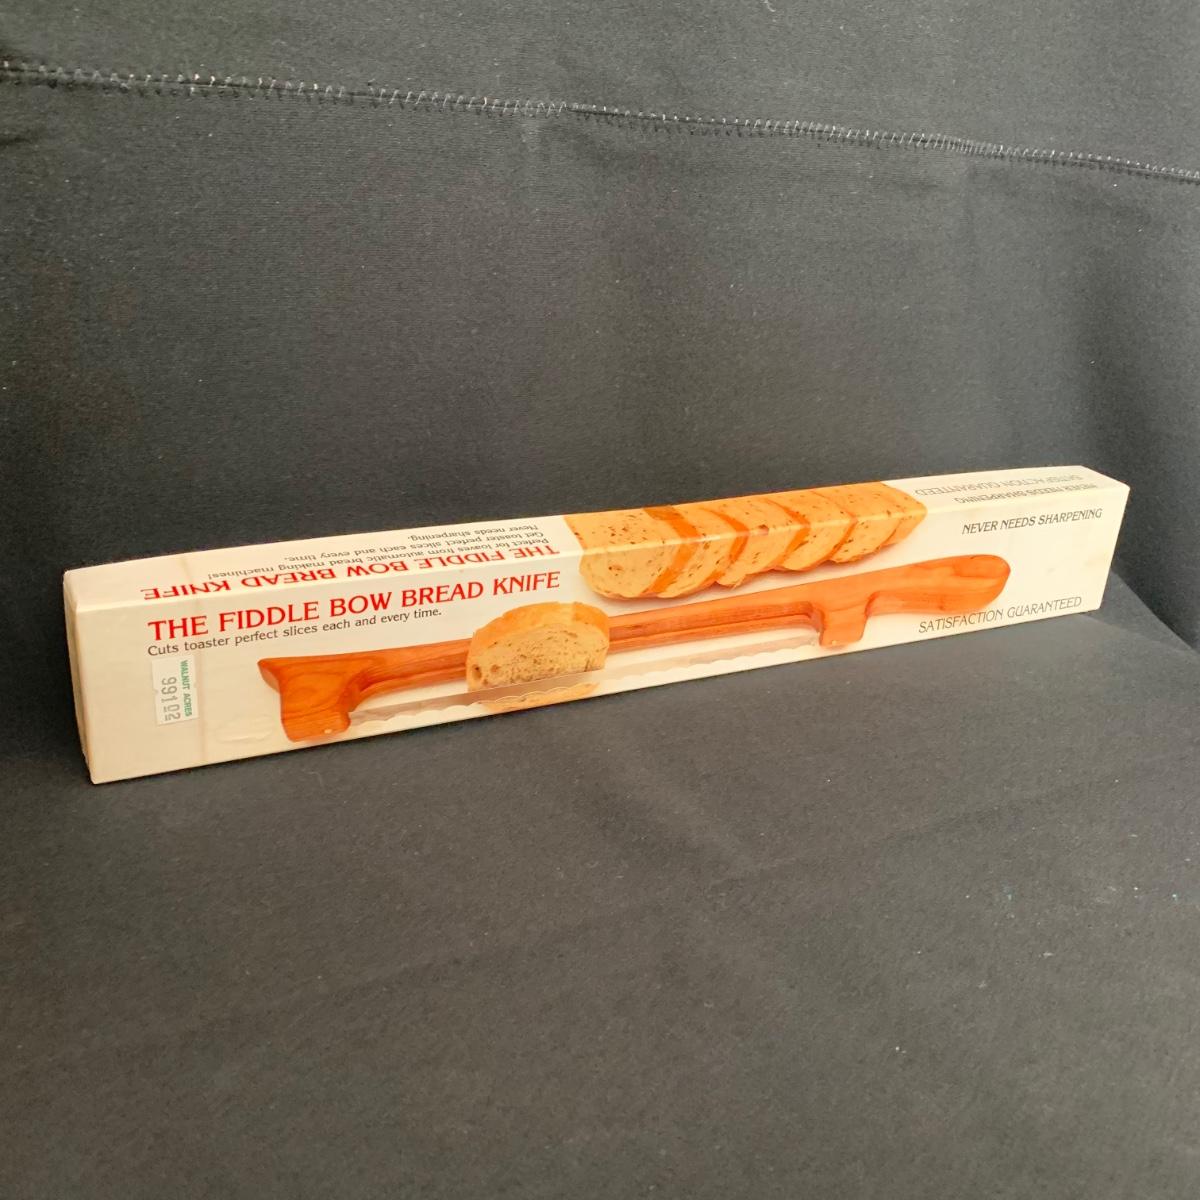 NEVER NEEDS SHARPENING
SATISFACTION GUARANTEED
THE FIDDLE BOW BREAD KNIFE
Perfect for loaves from automatic bread making machines!
Get toaster perfect slices each and every time.
Never needs sharpening.
THE FIDDLE BOW BREAD KNIFE
Cuts toaster perfect slices each and every time.
NEVER NEEDS SHARPENING
SATISFACTION GUARANTEED
WALNUT ACRES
99102